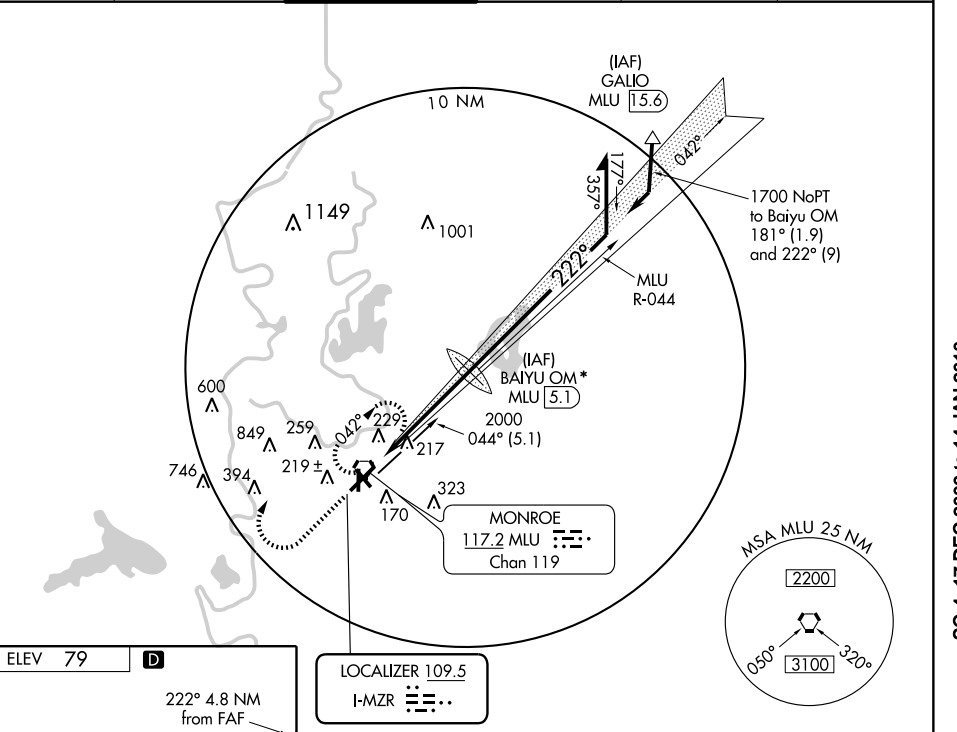 (IAF)
GALIO
MLU 15.6
10 NM
042°
177°
357°
1700 NoPT
to Baiyu OM
181° (1.9)
and 222° (9)
1149
1001
222°
MLU
R-044
(IAF)
BAIYU OM*
MLU 5.1
2000
044° (5.1)
600
042°
229
259
849
217
219±
746
394
323
170
MONROE
117.2 MLU
Chan 119
MSA MLU 25 NM
2200
050°
320°
3100
ELEV 79 D
LOCALIZER 109.5
I-MZR
222° 4.8 NM
from FAF